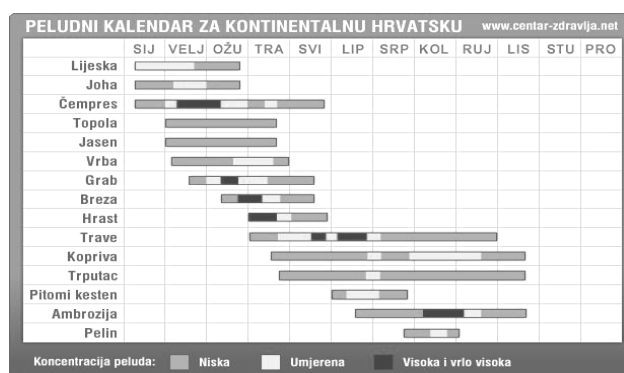 PELUDNI KALENDAR ZA KONTINENTALNU HRVATSKU www.centar-zdravlja.net
SIJ VELJ OŽU TRA SVI LIP SRP KOL RUJ LIS STU PRO
Lijeska
Joha
Čempres
Topola
Jasen
Vrba
Grab
Breza
Hrast
Trave
Kopriva
Trputac
Pitomi kesten
Ambrozija
Pelin
Koncentracija peluda: Niska Umjerena Visoka i vrlo visoka